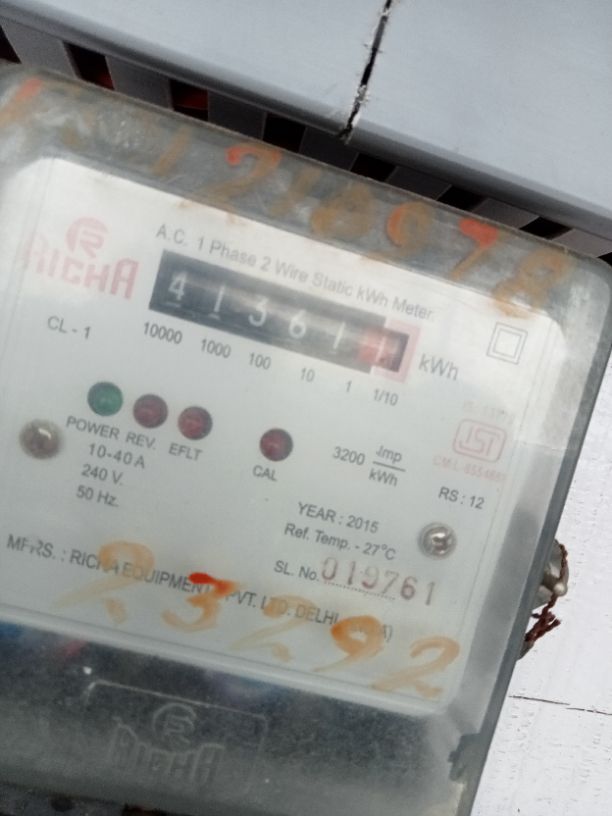 RICHA
A.C. 1 Phase 2 Wire Static kWh Meter
4 1 3 6 1
kWh
CL - 1
10000 1000 100 10 1 1/10
POWER REV. EFLT
CAL
3200 Imp/kWh
10-40 A
240 V.
50 Hz.
RS : 12
YEAR : 2015
Ref. Temp. - 27°C
SL. No. 019761
MFRS. : RICHA EQUIPMENT PVT. LTD. DELHI
23292
RICHA